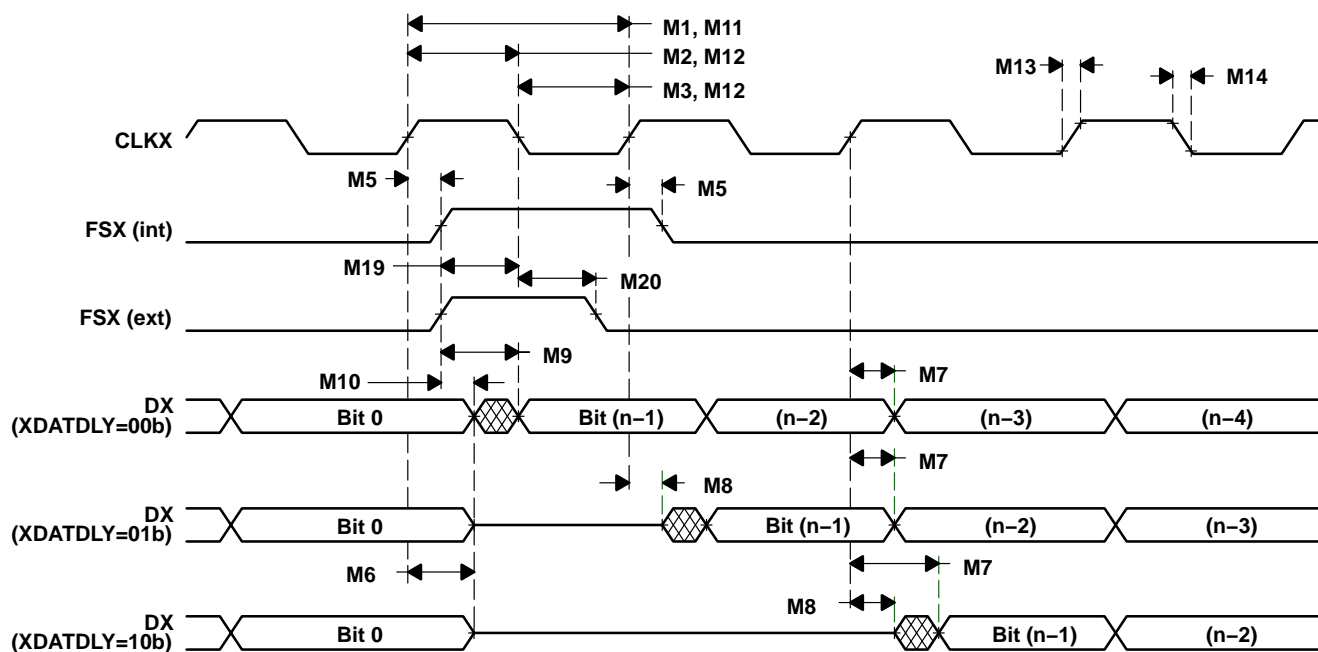 M1, M11
M2, M12
M13
M14
M3, M12
CLKX
M5
M5
FSX (int)
M19
M20
FSX (ext)
M9
M10
M7
DX
(XDATDLY=00b)
Bit 0
Bit (n−1)
(n−2)
(n−3)
(n−4)
M7
M8
DX
(XDATDLY=01b)
Bit 0
Bit (n−1)
(n−2)
(n−3)
M6
M7
M8
DX
(XDATDLY=10b)
Bit 0
Bit (n−1)
(n−2)